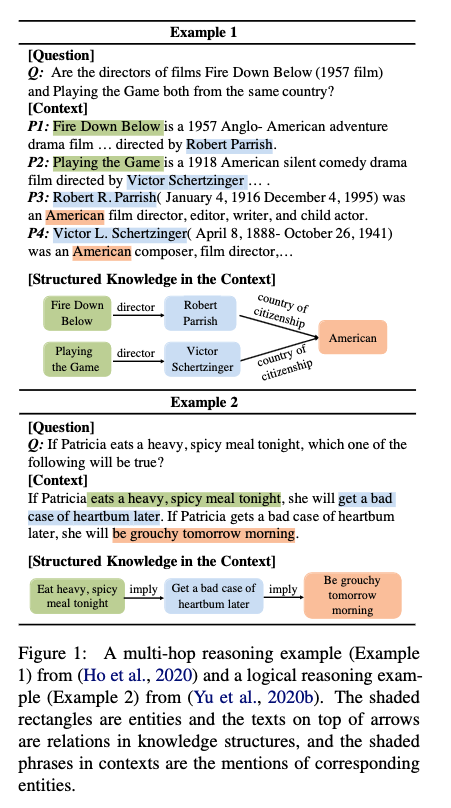 Example 1
[Question]
Q: Are the directors of films Fire Down Below (1957 film)
and Playing the Game both from the same country?
[Context]
P1: Fire Down Below is a 1957 Anglo- American adventure
drama film … directed by Robert Parrish.
P2: Playing the Game is a 1918 American silent comedy drama
film directed by Victor Schertzinger … .
P3: Robert R. Parrish( January 4, 1916 December 4, 1995) was
an American film director, editor, writer, and child actor.
P4: Victor L. Schertzinger( April 8, 1888- October 26, 1941)
was an American composer, film director,…
[Structured Knowledge in the Context]
Fire Down
Below
director
Robert
Parrish
country of
citizenship
American
Playing
the Game
director
Victor
Schertzinger
country of
citizenship
Example 2
[Question]
Q: If Patricia eats a heavy, spicy meal tonight, which one of the
following will be true?
[Context]
If Patricia eats a heavy, spicy meal tonight, she will get a bad
case of heartbum later. If Patricia gets a bad case of heartbum
later, she will be grouchy tomorrow morning.
[Structured Knowledge in the Context]
Eat heavy, spicy
meal tonight
imply
Get a bad case of
heartbum later
imply
Be grouchy
tomorrow
morning
Figure 1: A multi-hop reasoning example (Example
1) from (Ho et al., 2020) and a logical reasoning exam-
ple (Example 2) from (Yu et al., 2020b). The shaded
rectangles are entities and the texts on top of arrows
are relations in knowledge structures, and the shaded
phrases in contexts are the mentions of corresponding
entities.